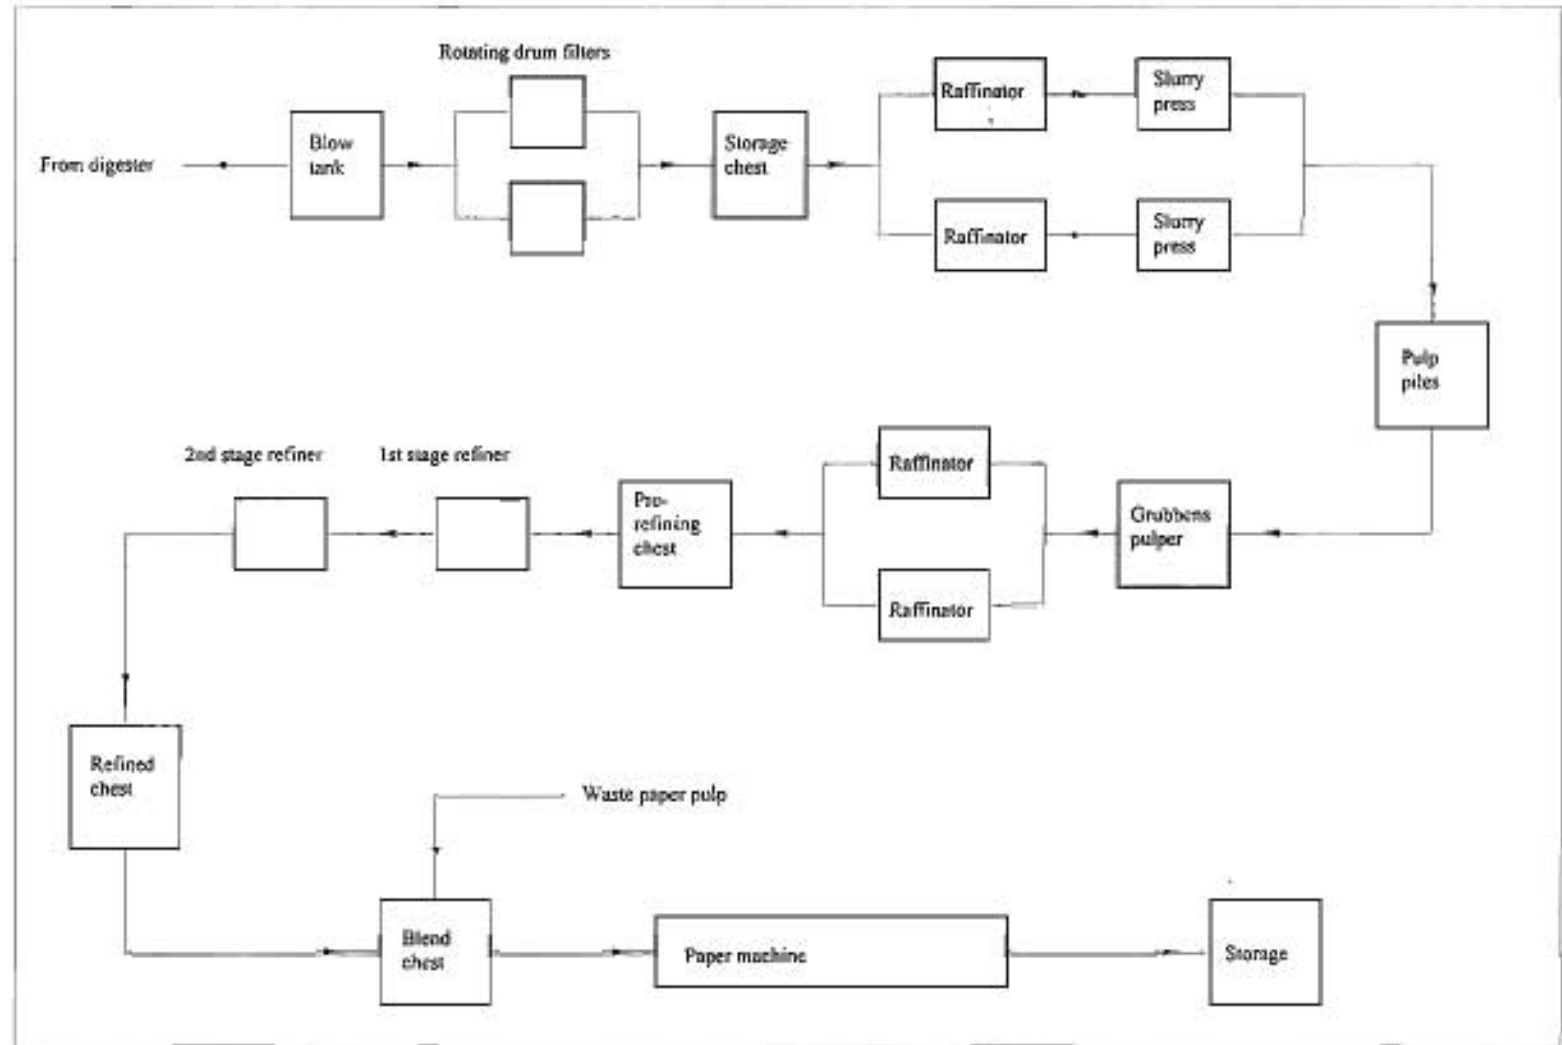 Rotating drum filters
From digester
Blow
tank
Storage
chest
Raffinator
Slurry
press
Raffinator
Slurry
press
Pulp
piles
2nd stage refiner
1st stage refiner
Pre-
refining
chest
Raffinator
Raffinator
Grubbens
pulper
Refined
chest
Waste paper pulp
Blend
chest
Paper machine
Storage